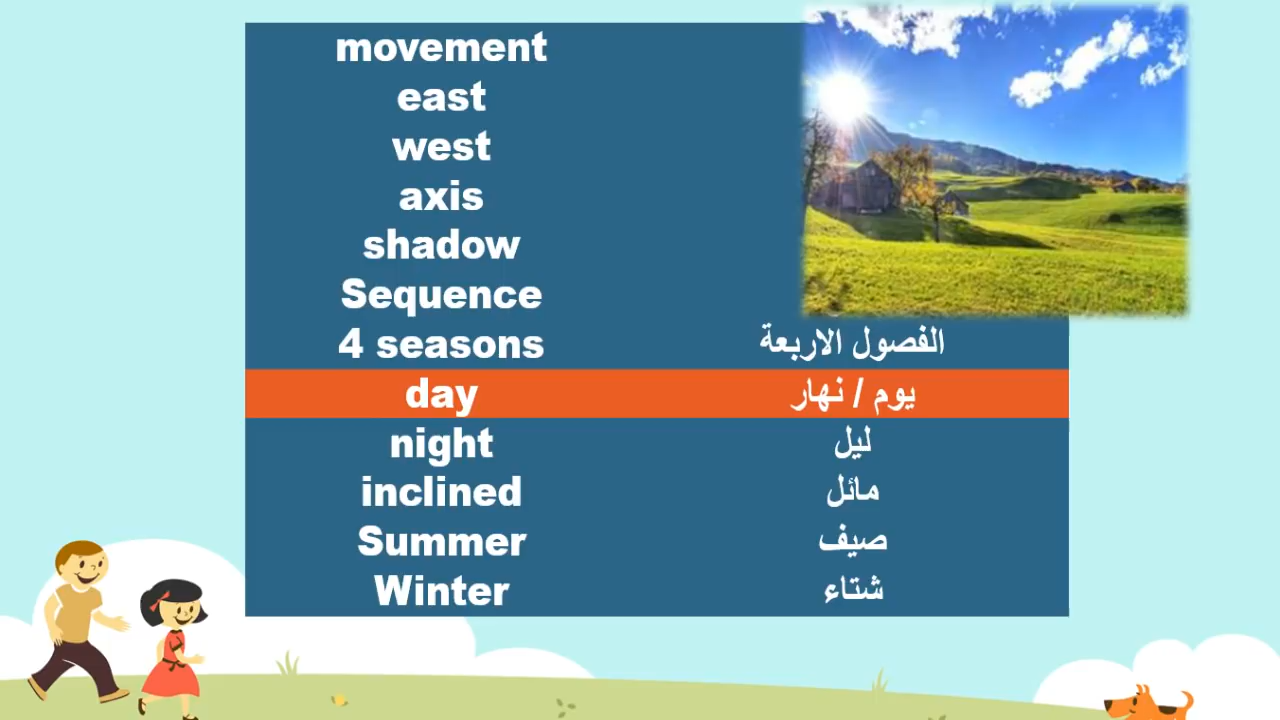 movement
east
west
axis
shadow
Sequence
4 seasons الفصول الاربعة
day يوم / نهار
night ليل
inclined مائل
Summer صيف
Winter شتاء